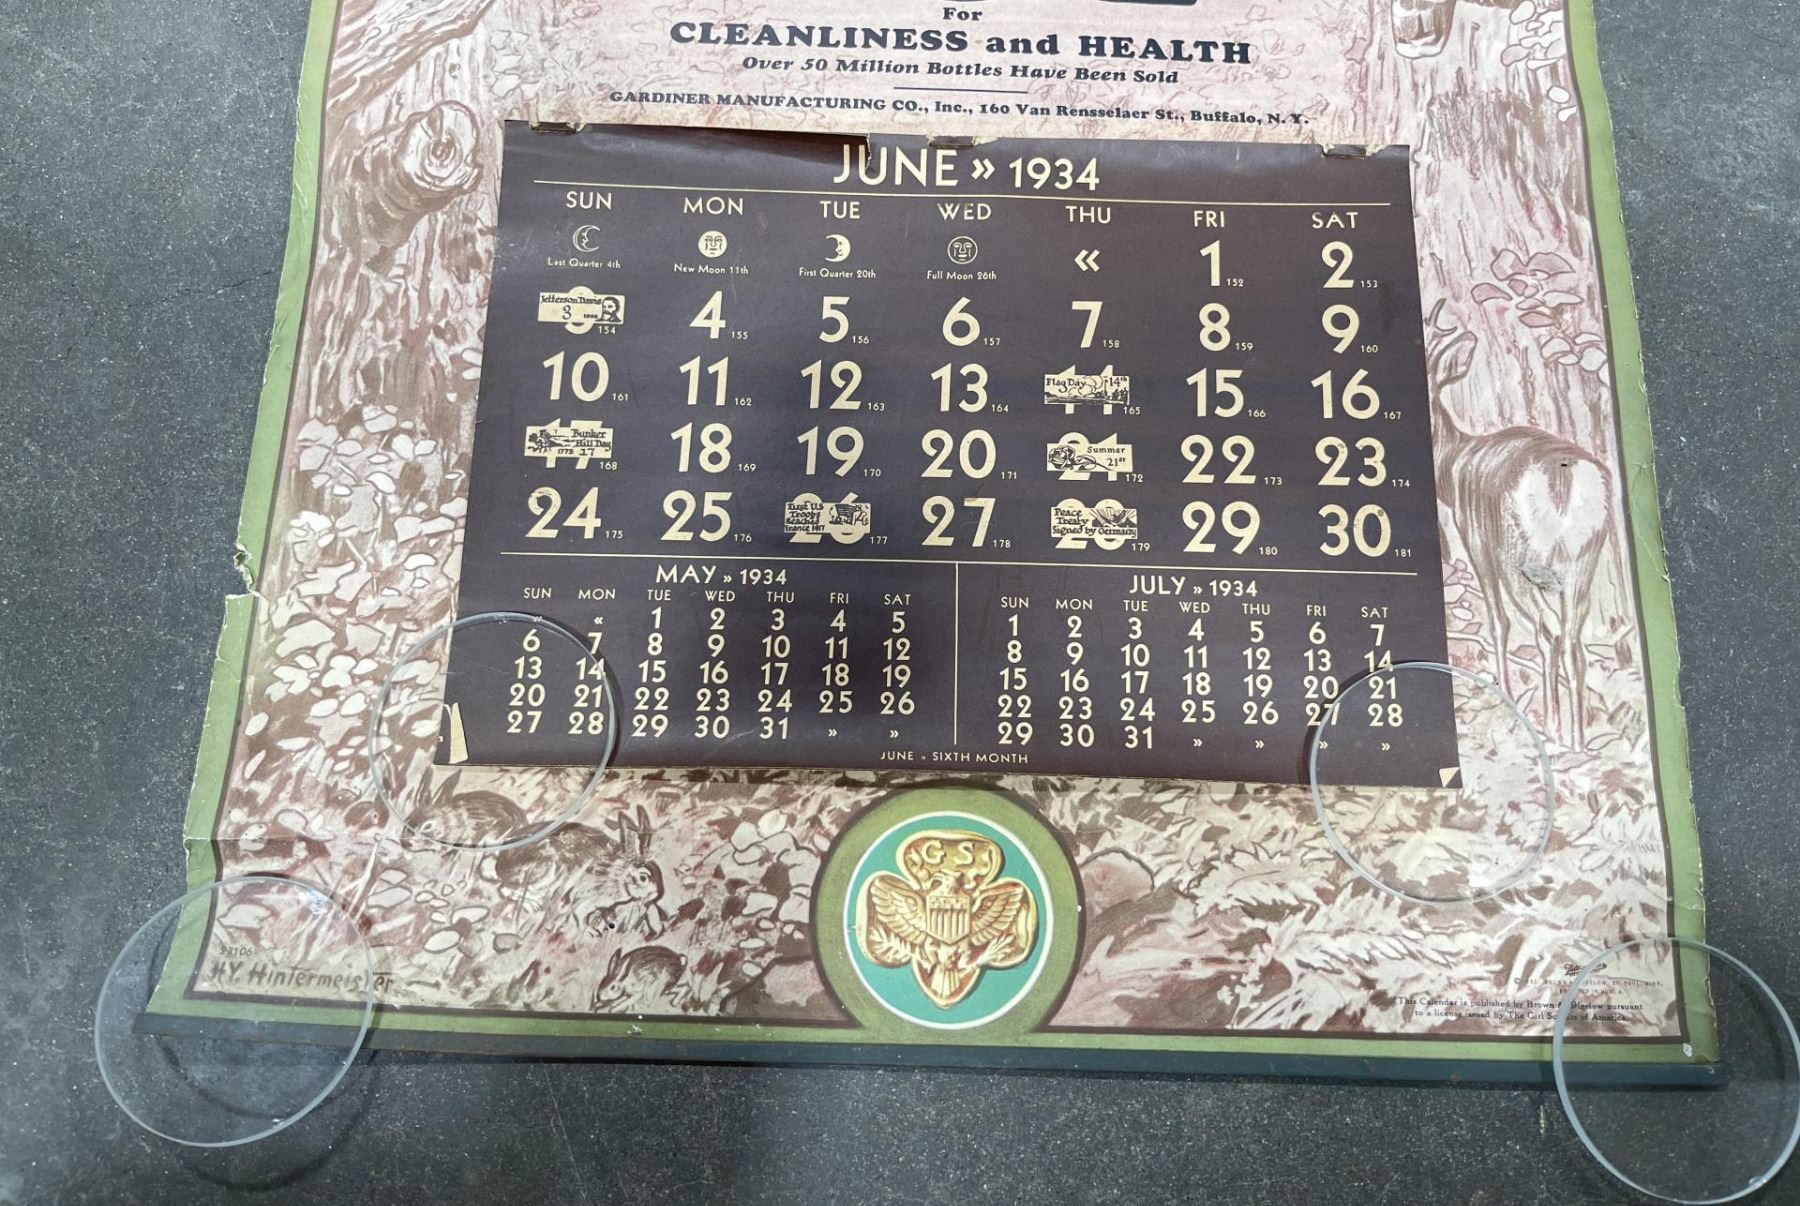 For
CLEANLINESS and HEALTH
Over 50 Million Bottles Have Been Sold
GARDINER MANUFACTURING CO., Inc., 160 Van Rensselaer St., Buffalo, N. Y.
JUNE » 1934
SUN MON TUE WED THU FRI SAT
Last Quarter 4th New Moon 11th First Quarter 20th Full Moon 26th « 1 152 2 153
Jefferson Davis 3 1808 154 4 155 5 156 6 157 7 158 8 159 9 160
10 161 11 162 12 163 13 164 Flag Day 14th 165 15 166 16 167
Bunker Hill Day 1775 17 168 18 169 19 170 20 171 Summer 21st 172 22 173 23 174
24 175 25 176 First U.S Troops Reached France 1917 26 177 27 178 Peace Treaty Signed by Germany 28 179 29 180 30 181
MAY » 1934
SUN MON TUE WED THU FRI SAT
« « 1 2 3 4 5
6 7 8 9 10 11 12
13 14 15 16 17 18 19
20 21 22 23 24 25 26
27 28 29 30 31 » »
JULY » 1934
SUN MON TUE WED THU FRI SAT
1 2 3 4 5 6 7
8 9 10 11 12 13 14
15 16 17 18 19 20 21
22 23 24 25 26 27 28
29 30 31 » » » »
JUNE » SIXTH MONTH
GS
23106
HY. Hintermeister
BROWN & BIGELOW, ST. PAUL, MINN.
This Calendar is published by Brown & Bigelow pursuant
to a license issued by The Girl Scouts of America.